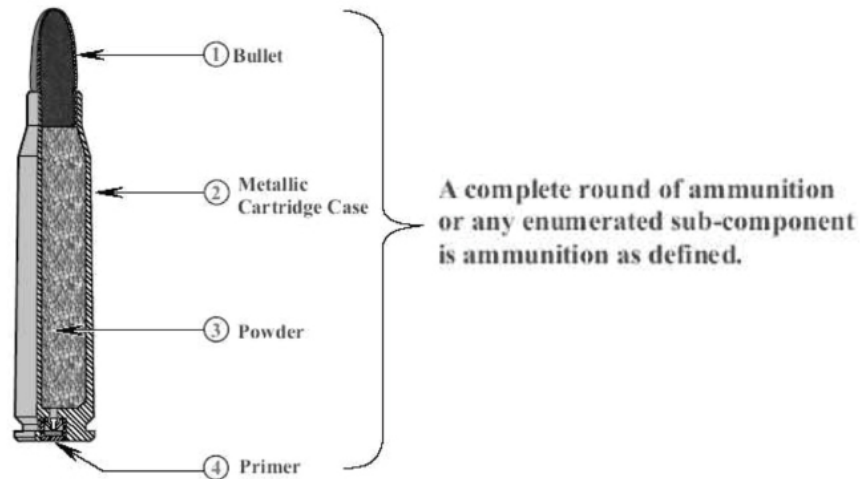 1 Bullet
2 Metallic
Cartridge Case
3 Powder
4 Primer
A complete round of ammunition
or any enumerated sub-component
is ammunition as defined.